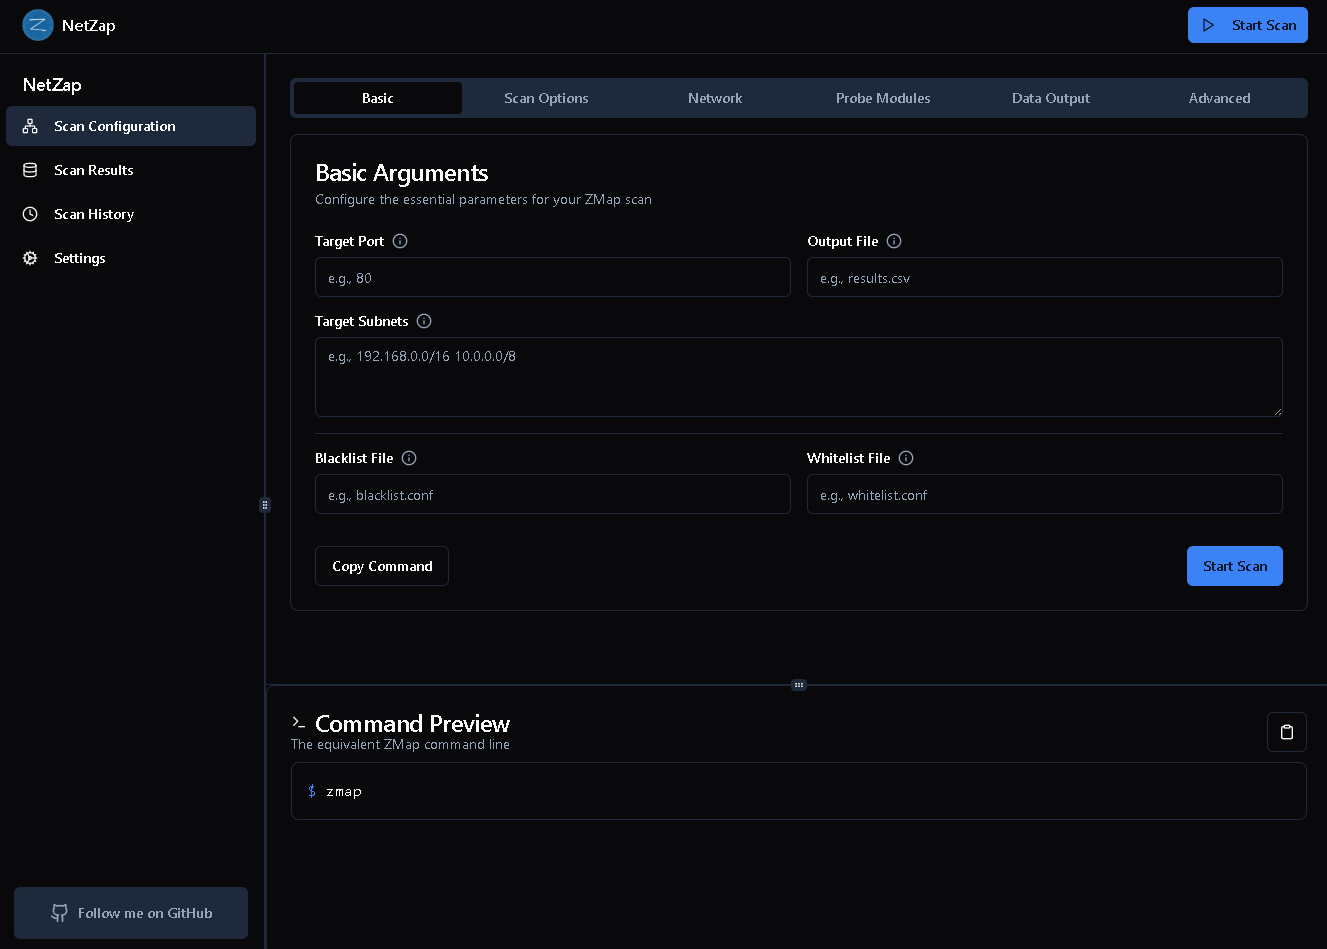 NetZap
Start Scan
NetZap
Scan Configuration
Scan Results
Scan History
Settings
Follow me on GitHub
Basic
Scan Options
Network
Probe Modules
Data Output
Advanced
Basic Arguments
Configure the essential parameters for your ZMap scan
Target Port
Output File
e.g., 80
e.g., results.csv
Target Subnets
e.g., 192.168.0.0/16 10.0.0.0/8
Blacklist File
Whitelist File
e.g., blacklist.conf
e.g., whitelist.conf
Copy Command
Start Scan
Command Preview
The equivalent ZMap command line
$ zmap